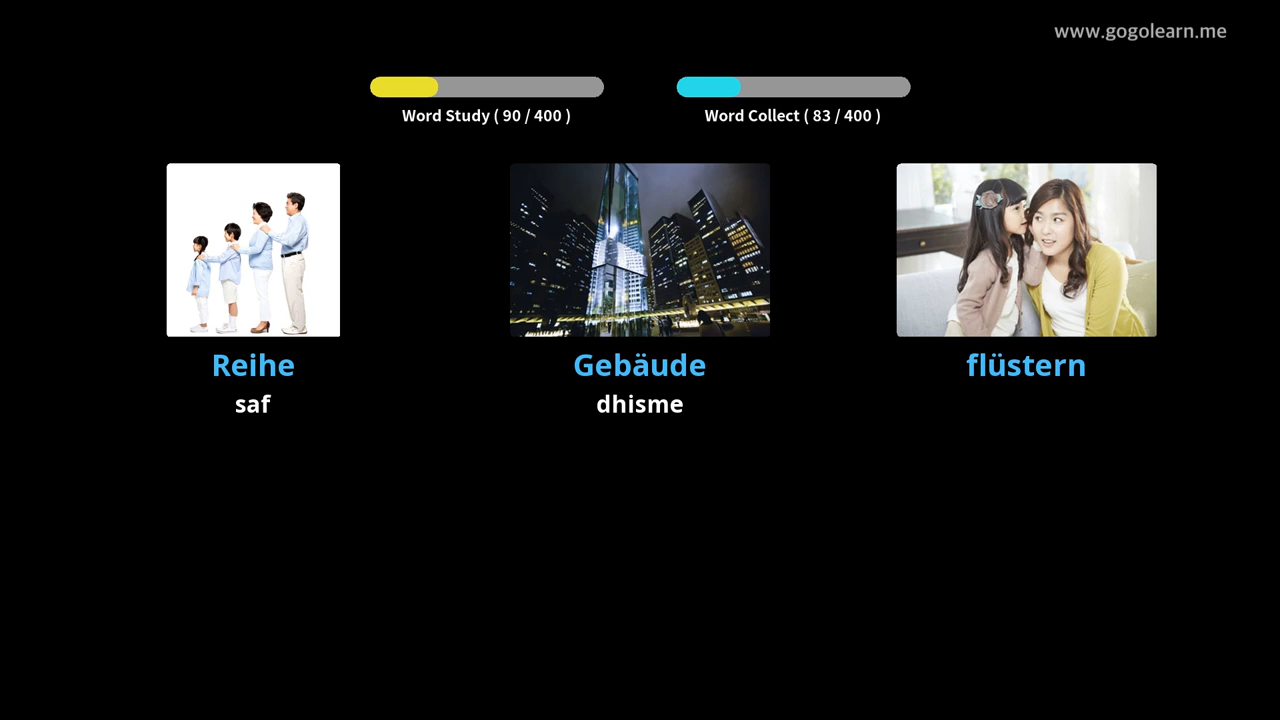 www.gogolearn.me
Word Study ( 90 / 400 )
Word Collect ( 83 / 400 )
Reihe
saf
Gebäude
dhisme
flüstern